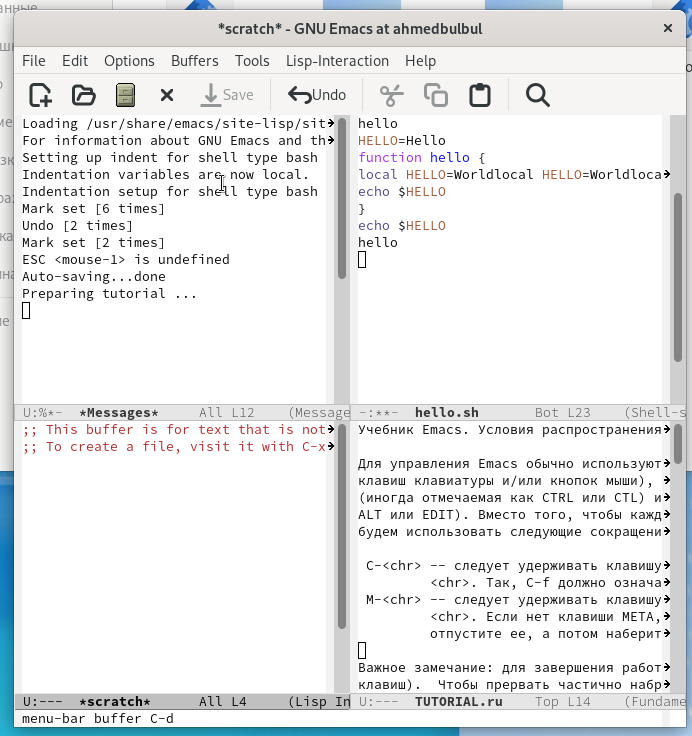 *scratch* - GNU Emacs at ahmedbulbul
File Edit Options Buffers Tools Lisp-Interaction Help
Save Undo
Loading /usr/share/emacs/site-lisp/sit
For information about GNU Emacs and th
Setting up indent for shell type bash
Indentation variables are now local.
Indentation setup for shell type bash
Mark set [6 times]
Undo [2 times]
Mark set [2 times]
ESC <mouse-1> is undefined
Auto-saving...done
Preparing tutorial ...
U:%*- *Messages* All L12 (Message
hello
HELLO=Hello
function hello {
local HELLO=Worldlocal HELLO=Worldloca
echo $HELLO
}
echo $HELLO
hello
-:**- hello.sh Bot L23 (Shell-s
;; This buffer is for text that is not
;; To create a file, visit it with C-x
U:--- *scratch* All L4 (Lisp In
Учебник Emacs. Условия распространения
Для управления Emacs обычно используют
клавиш клавиатуры и/или кнопок мыши),
(иногда отмечаемая как CTRL или CTL) и
ALT или EDIT). Вместо того, чтобы кажд
будем использовать следующие сокращени
C-<chr> -- следует удерживать клавишу
<chr>. Так, C-f должно означа
M-<chr> -- следует удерживать клавишу
<chr>. Если нет клавиши META,
отпустите ее, а потом наберит
Важное замечание: для завершения работ
клавиш). Чтобы прервать частично набр
U:--- TUTORIAL.ru Top L14 (Fundame
menu-bar buffer C-d